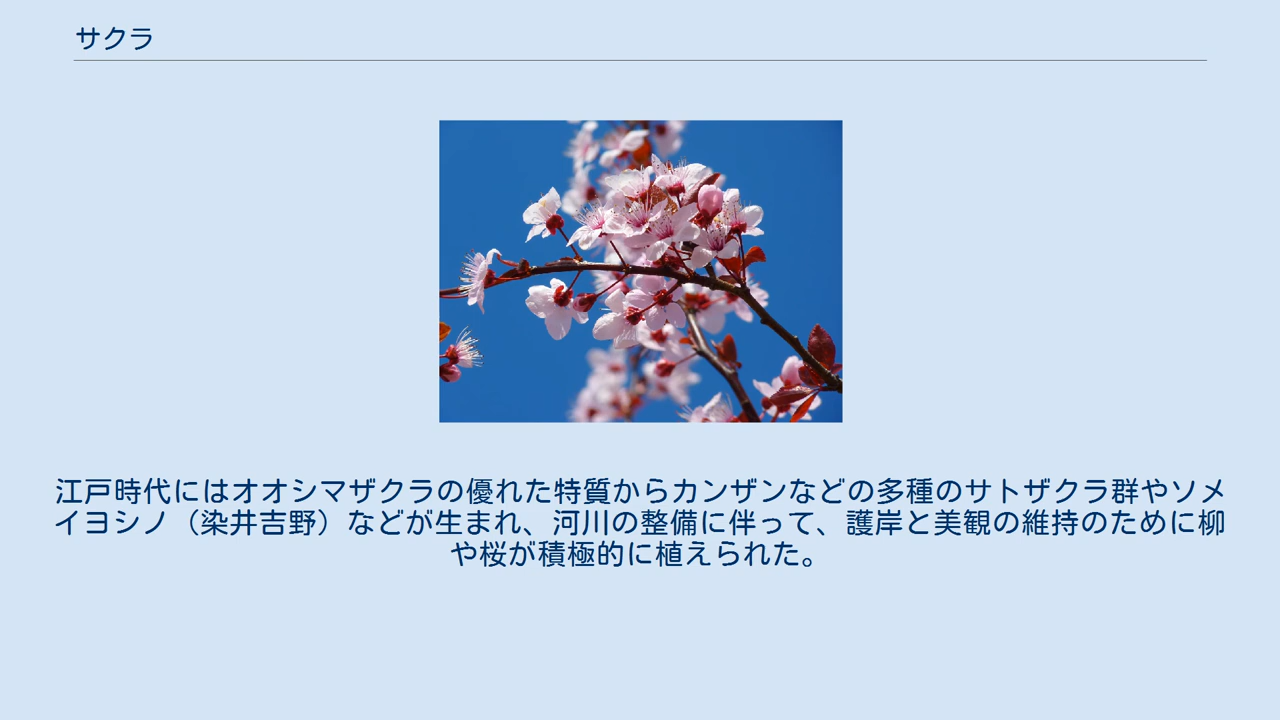 サクラ
江戸時代にはオオシマザクラの優れた特質からカンザンなどの多種のサトザクラ群やソメ
イヨシノ（染井吉野）などが生まれ、河川の整備に伴って、護岸と美観の維持のために柳
や桜が積極的に植えられた。